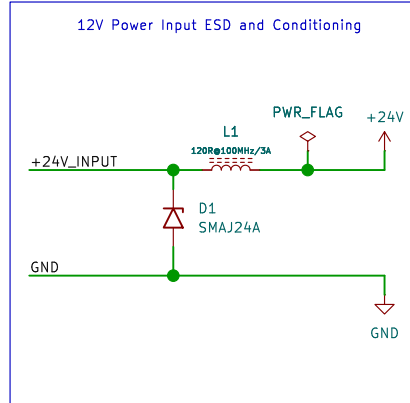 12V Power Input ESD and Conditioning
PWR_FLAG
+24V
L1
120R@100MHz/3A
+24V_INPUT
D1
SMAJ24A
GND
GND